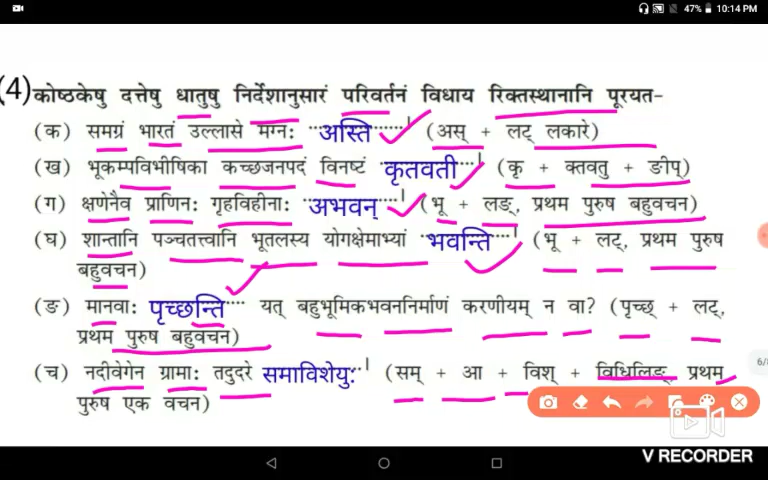 47% 10:14 PM
(4) कोष्ठकेषु दत्तेषु धातुषु निर्देशानुसारं परिवर्तनं विधाय रिक्तस्थानानि पूरयत-
(क) समग्रं भारतं उल्लासे मग्नः ..... अस्ति .....। (अस् + लट् लकारे)
(ख) भूकम्पविभीषिका कच्छजनपदं विनष्टं कृतवती ....। (कृ + क्तवतु + ङीप्)
(ग) क्षणेनैव प्राणिनः गृहविहीनाः अभवन् ....। (भू + लङ्, प्रथम पुरुष बहुवचन)
(घ) शान्तानि पञ्चतत्त्वानि भूतलस्य योगक्षेमाभ्यां भवन्ति ...। (भू + लट्, प्रथम पुरुष
बहुवचन)
(ङ) मानवाः पृच्छन्ति .... यत् बहुभूमिकभवननिर्माणं करणीयम् न वा? (पृच्छ् + लट्,
प्रथम पुरुष बहुवचन)
(च) नदीवेगेन ग्रामाः तदुदरे समाविशेयुः ..। (सम् + आ + विश् + विधिलिङ् प्रथम
पुरुष एक वचन)
6/8
V RECORDER